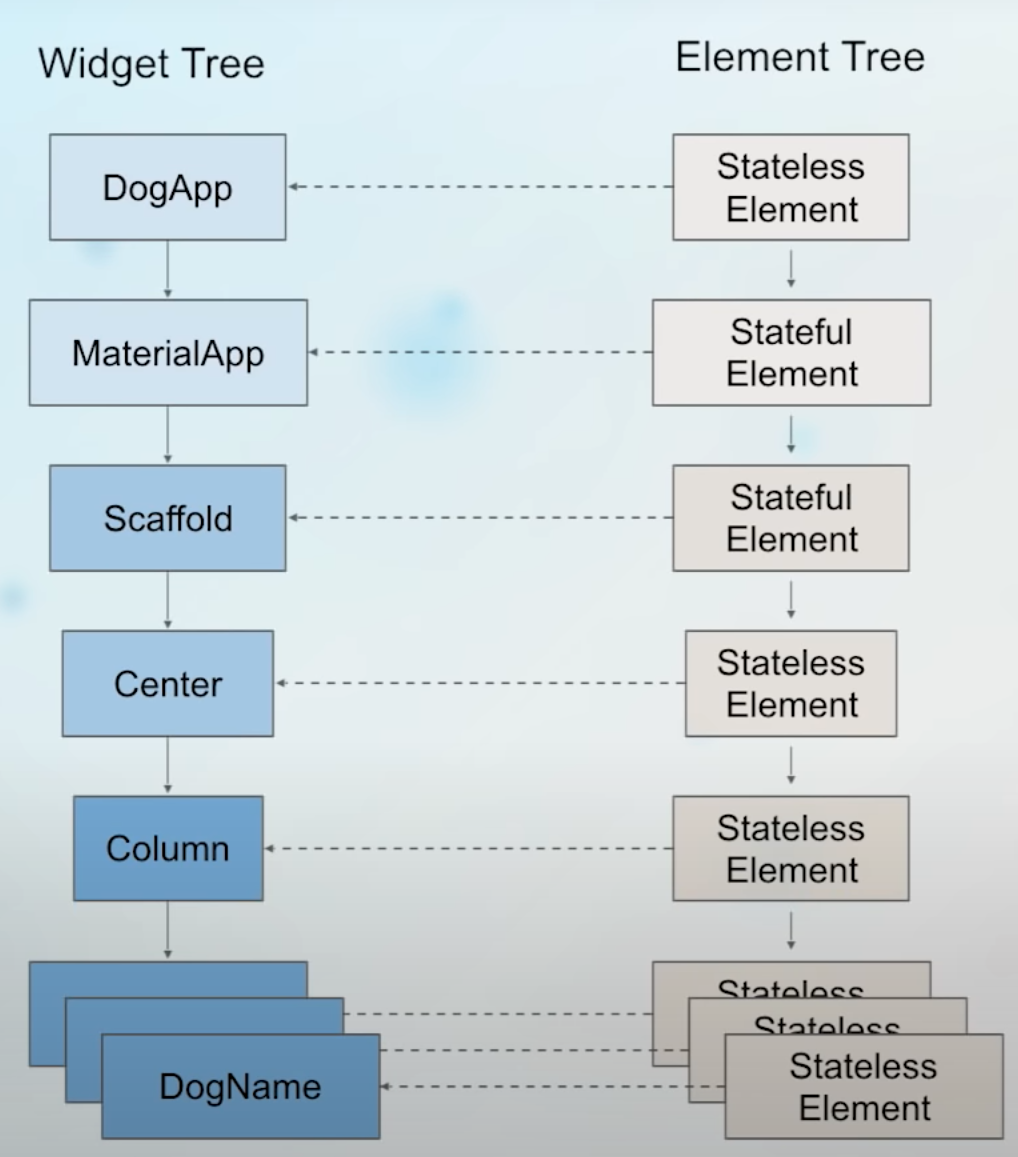 Widget Tree
Element Tree
DogApp
Stateless
Element
MaterialApp
Stateful
Element
Scaffold
Stateful
Element
Center
Stateless
Element
Column
Stateless
Element
Stateless
Stateless
DogName
Stateless
Element